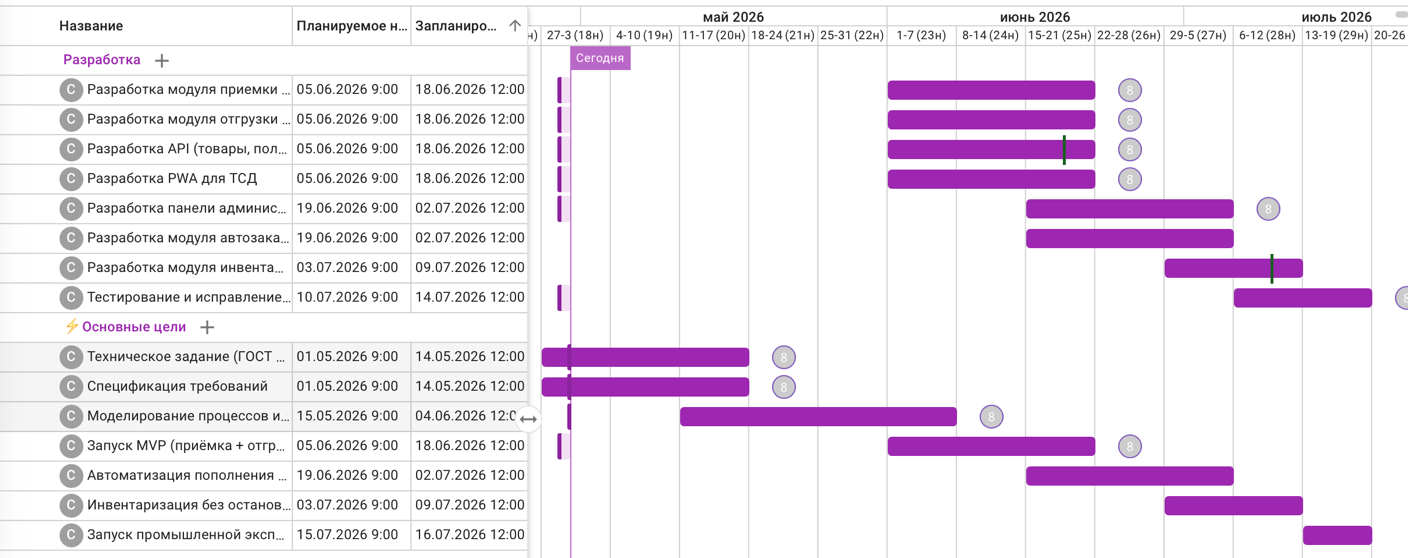 май 2026 июнь 2026 июль 2026
Название Планируемое н... Запланиро...
н) 27-3 (18н) 4-10 (19н) 11-17 (20н) 18-24 (21н) 25-31 (22н) 1-7 (23н) 8-14 (24н) 15-21 (25н) 22-28 (26н) 29-5 (27н) 6-12 (28н) 13-19 (29н) 20-26
Разработка + Сегодня
С Разработка модуля приемки ... 05.06.2026 9:00 18.06.2026 12:00 8
С Разработка модуля отгрузки ... 05.06.2026 9:00 18.06.2026 12:00 8
С Разработка API (товары, пол... 05.06.2026 9:00 18.06.2026 12:00 8
С Разработка PWA для ТСД 05.06.2026 9:00 18.06.2026 12:00 8
С Разработка панели админис... 19.06.2026 9:00 02.07.2026 12:00 8
С Разработка модуля автозака... 19.06.2026 9:00 02.07.2026 12:00
С Разработка модуля инвента... 03.07.2026 9:00 09.07.2026 12:00
С Тестирование и исправление... 10.07.2026 9:00 14.07.2026 12:00 8
⚡Основные цели +
С Техническое задание (ГОСТ ... 01.05.2026 9:00 14.05.2026 12:00 8
С Спецификация требований 01.05.2026 9:00 14.05.2026 12:00 8
С Моделирование процессов и... 15.05.2026 9:00 04.06.2026 12:0 8
С Запуск MVP (приёмка + отгр... 05.06.2026 9:00 18.06.2026 12:00 8
С Автоматизация пополнения ... 19.06.2026 9:00 02.07.2026 12:00
С Инвентаризация без останов... 03.07.2026 9:00 09.07.2026 12:00
С Запуск промышленной эксп... 15.07.2026 9:00 16.07.2026 12:00